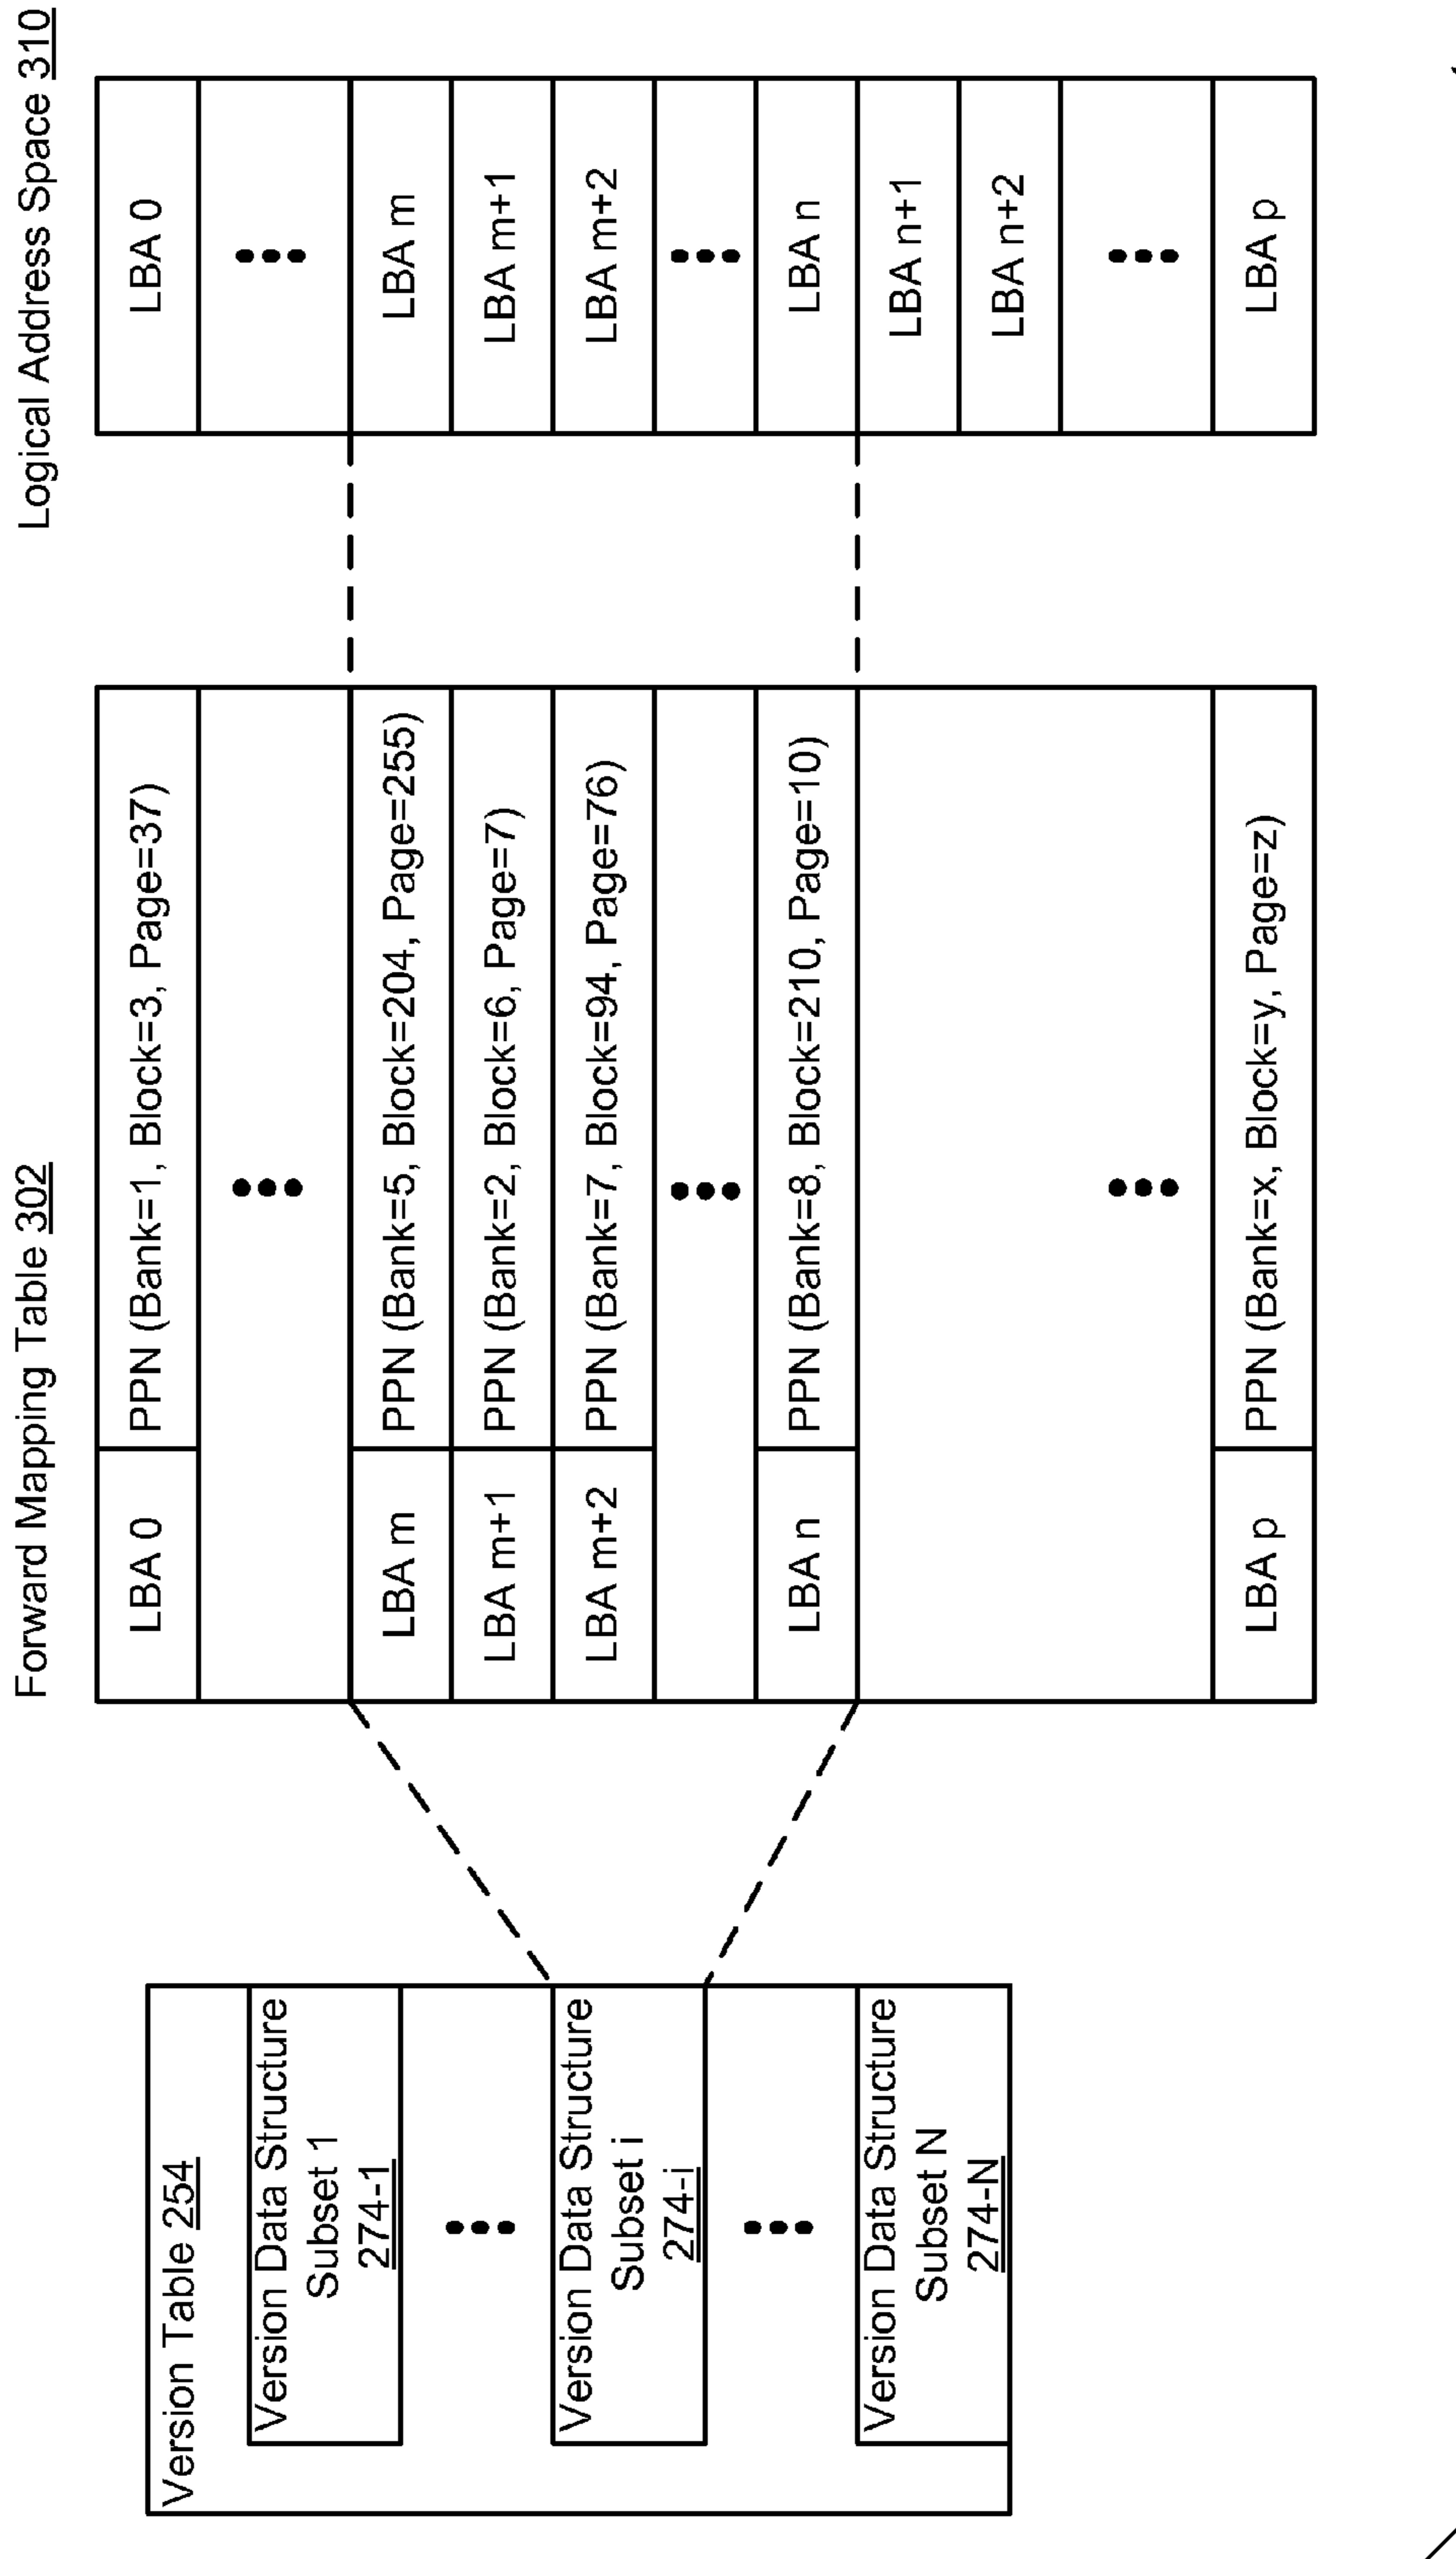 Version Table 254
Version Data Structure
Subset 1
274-1
Version Data Structure
Subset i
274-i
Version Data Structure
Subset N
274-N
Forward Mapping Table 302
LBA 0 PPN (Bank=1, Block=3, Page=37)
LBA m PPN (Bank=5, Block=204, Page=255)
LBA m+1 PPN (Bank=2, Block=6, Page=7)
LBA m+2 PPN (Bank=7, Block=94, Page=76)
LBA n PPN (Bank=8, Block=210, Page=10)
LBA p PPN (Bank=x, Block=y, Page=z)
Logical Address Space 310
LBA 0
LBA m
LBA m+1
LBA m+2
LBA n
LBA n+1
LBA n+2
LBA p